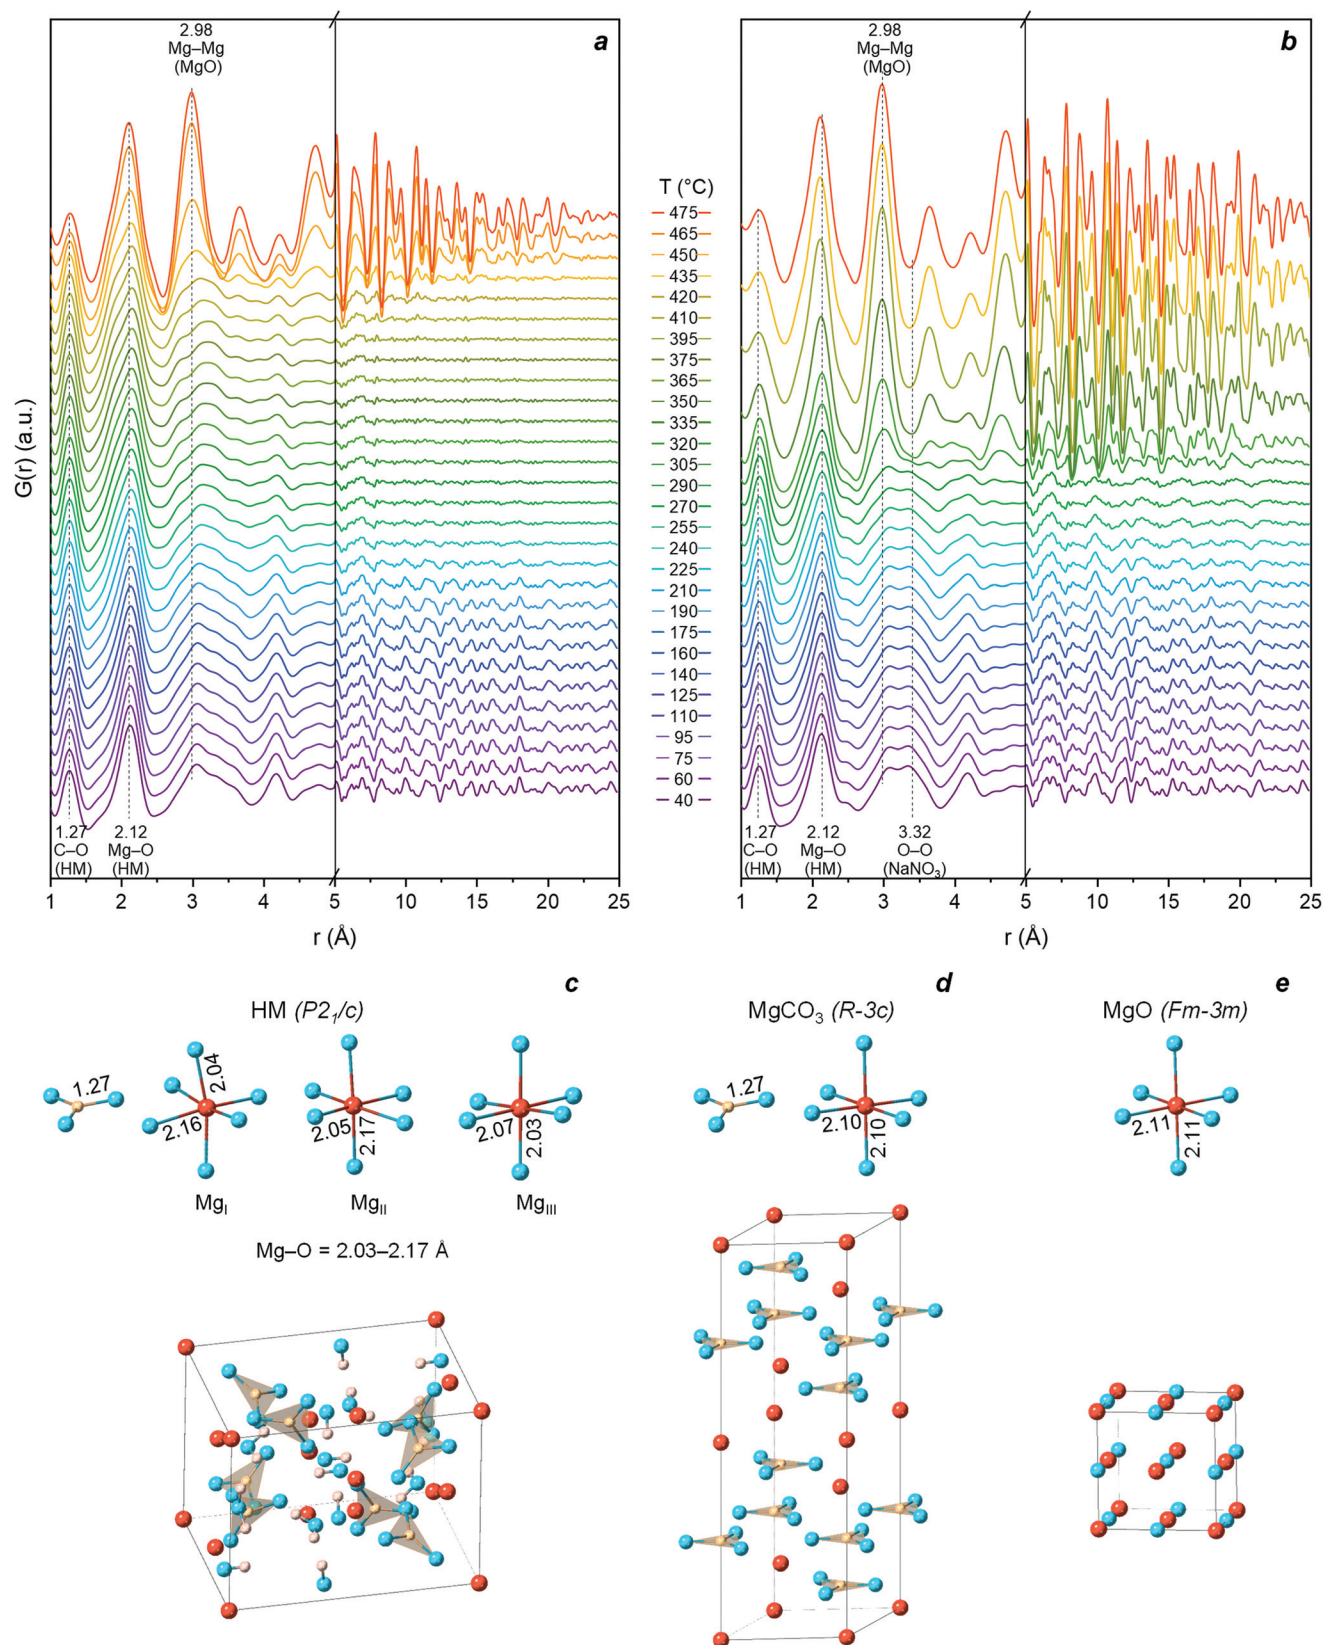 2.98
Mg–Mg
(MgO)
a
2.98
Mg–Mg
(MgO)
b
T (°C)
475
465
450
435
420
410
395
375
365
350
335
320
305
290
270
255
240
225
210
190
175
160
140
125
110
95
75
60
40
G(r) (a.u.)
1.27
C–O
(HM)
2.12
Mg–O
(HM)
1.27
C–O
(HM)
2.12
Mg–O
(HM)
3.32
O–O
(NaNO₃)
1 2 3 4 5 10 15 20 25
1 2 3 4 5 10 15 20 25
r (Å)
r (Å)
c
d
e
HM (P2₁/c)
MgCO₃ (R-3c)
MgO (Fm-3m)
1.27
2.04
2.16
2.05
2.17
2.07
2.03
1.27
2.10
2.10
2.11
2.11
Mg_I
Mg_II
Mg_III
Mg–O = 2.03–2.17 Å